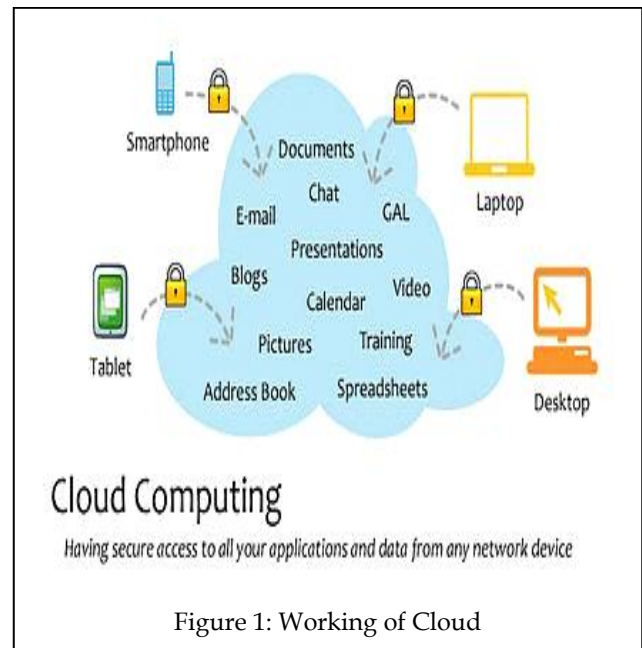 Smartphone
Documents
Chat
E-mail
GAL
Laptop
Presentations
Blogs
Video
Calendar
Tablet
Pictures
Training
Address Book
Spreadsheets
Desktop
Cloud Computing
Having secure access to all your applications and data from any network device
Figure 1: Working of Cloud